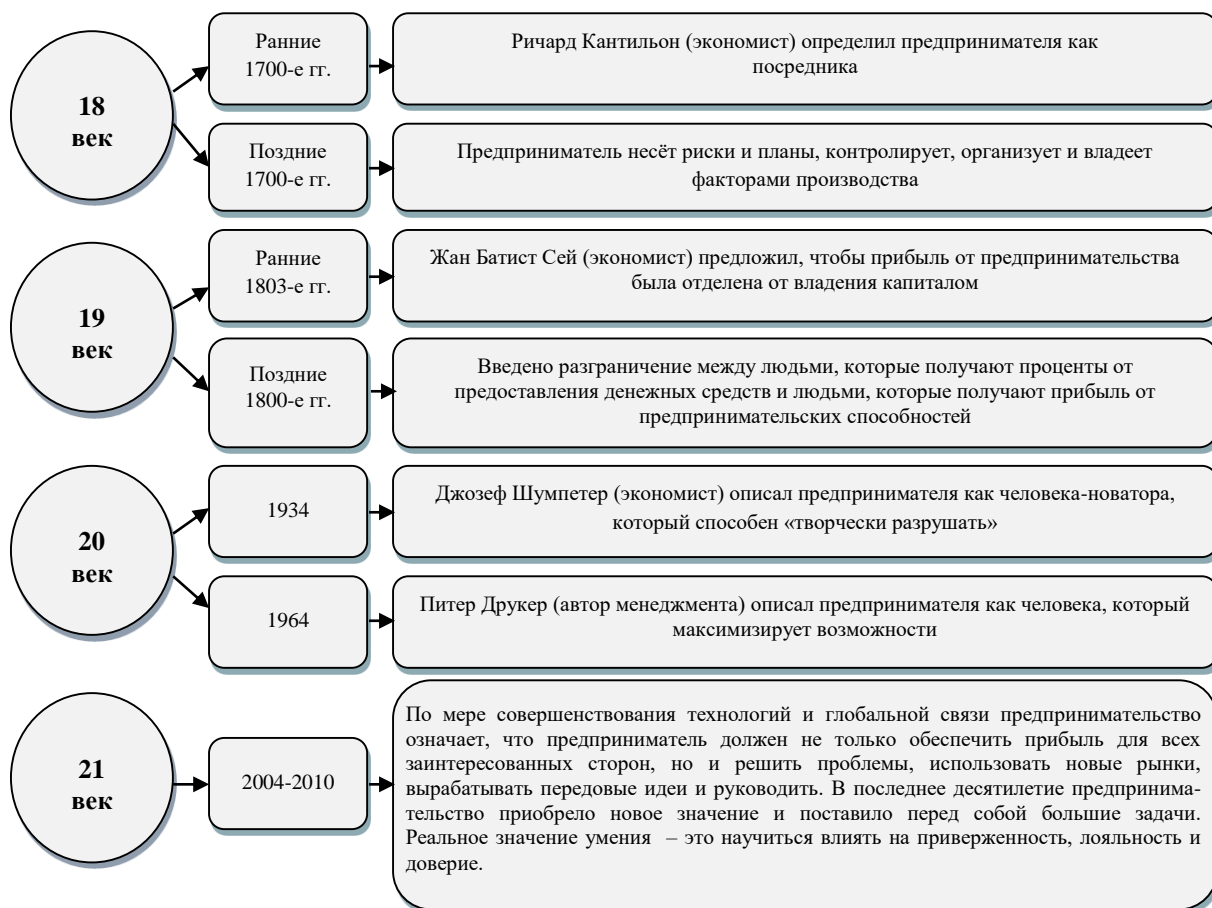 18
век
Ранние
1700-е гг.
Ричард Кантильон (экономист) определил предпринимателя как
посредника
Поздние
1700-е гг.
Предприниматель несёт риски и планы, контролирует, организует и владеет
факторами производства
19
век
Ранние
1803-е гг.
Жан Батист Сей (экономист) предложил, чтобы прибыль от предпринимательства
была отделена от владения капиталом
Поздние
1800-е гг.
Введено разграничение между людьми, которые получают проценты от
предоставления денежных средств и людьми, которые получают прибыль от
предпринимательских способностей
20
век
1934
Джозеф Шумпетер (экономист) описал предпринимателя как человека-новатора,
который способен «творчески разрушать»
1964
Питер Друкер (автор менеджмента) описал предпринимателя как человека, который
максимизирует возможности
21
век
2004-2010
По мере совершенствования технологий и глобальной связи предпринимательство
означает, что предприниматель должен не только обеспечить прибыль для всех
заинтересованных сторон, но и решить проблемы, использовать новые рынки,
вырабатывать передовые идеи и руководить. В последнее десятилетие предпринима-
тельство приобрело новое значение и поставило перед собой большие задачи.
Реальное значение умения – это научиться влиять на приверженность, лояльность и
доверие.